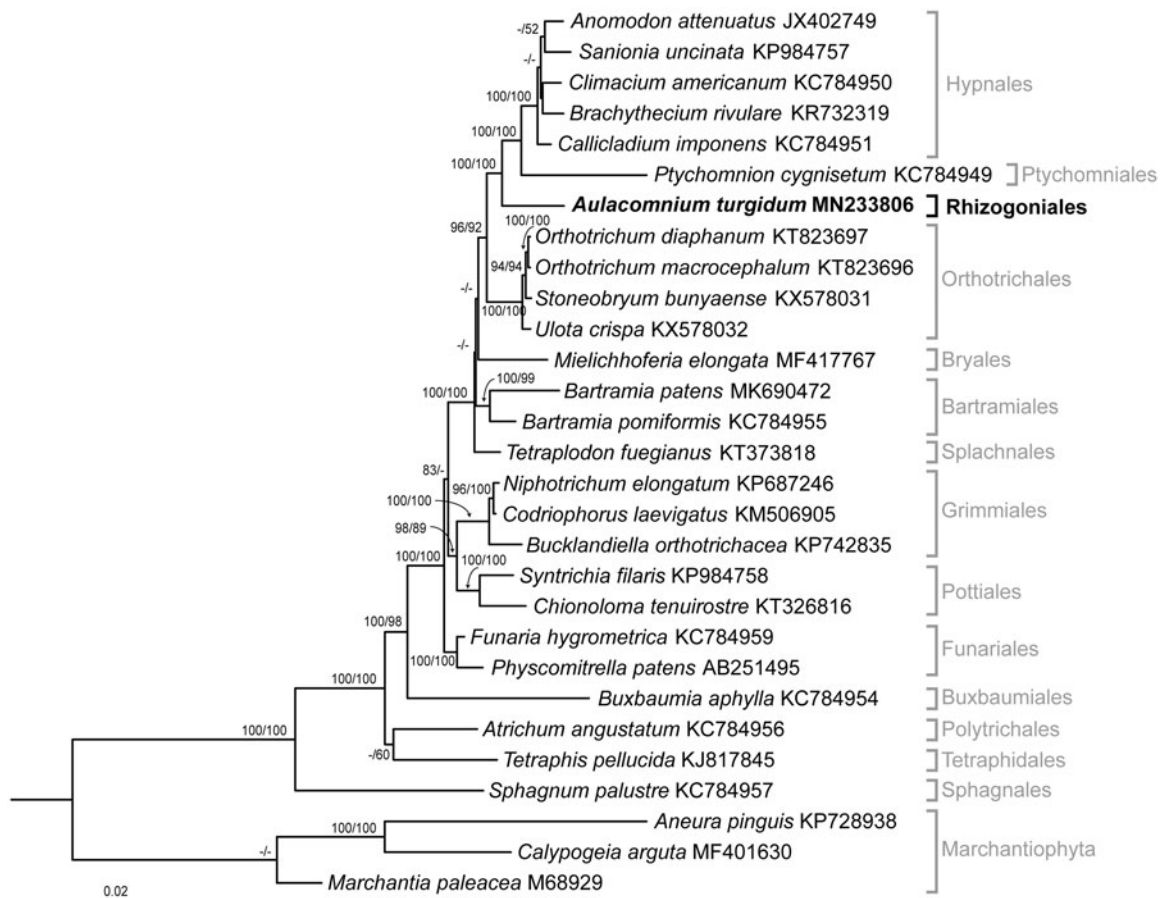 -/52
Anomodon attenuatus JX402749
Sanionia uncinata KP984757
-/-
Climacium americanum KC784950
Hypnales
100/100
Brachythecium rivulare KR732319
100/100
Callicladium imponens KC784951
100/100
Ptychomnion cygnisetum KC784949
Ptychomniales
Aulacomnium turgidum MN233806
Rhizogoniales
96/92
100/100
Orthotrichum diaphanum KT823697
94/94
Orthotrichum macrocephalum KT823696
Orthotrichales
-/-
Stoneobryum bunyaense KX578031
100/100
Ulota crispa KX578032
-/-
Mielichhoferia elongata MF417767
Bryales
100/99
Bartramia patens MK690472
100/100
Bartramiales
Bartramia pomiformis KC784955
Tetraplodon fuegianus KT373818
Splachnales
83/-
Niphotrichum elongatum KP687246
96/100
100/100
Codriophorus laevigatus KM506905
Grimmiales
98/89
Bucklandiella orthotrichacea KP742835
100/100
100/100
Syntrichia filaris KP984758
Pottiales
Chionoloma tenuirostre KT326816
100/98
Funaria hygrometrica KC784959
Funariales
100/100
Physcomitrella patens AB251495
100/100
Buxbaumia aphylla KC784954
Buxbaumiales
Atrichum angustatum KC784956
Polytrichales
100/100
-/60
Tetraphis pellucida KJ817845
Tetraphidales
Sphagnum palustre KC784957
Sphagnales
Aneura pinguis KP728938
100/100
Calypogeia arguta MF401630
Marchantiophyta
-/-
Marchantia paleacea M68929
0.02